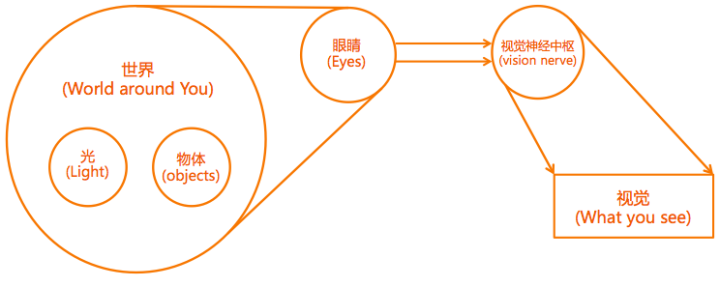 世界
(World around You)
光
(Light)
物体
(objects)
眼睛
(Eyes)
视觉神经中枢
(vision nerve)
视觉
(What you see)